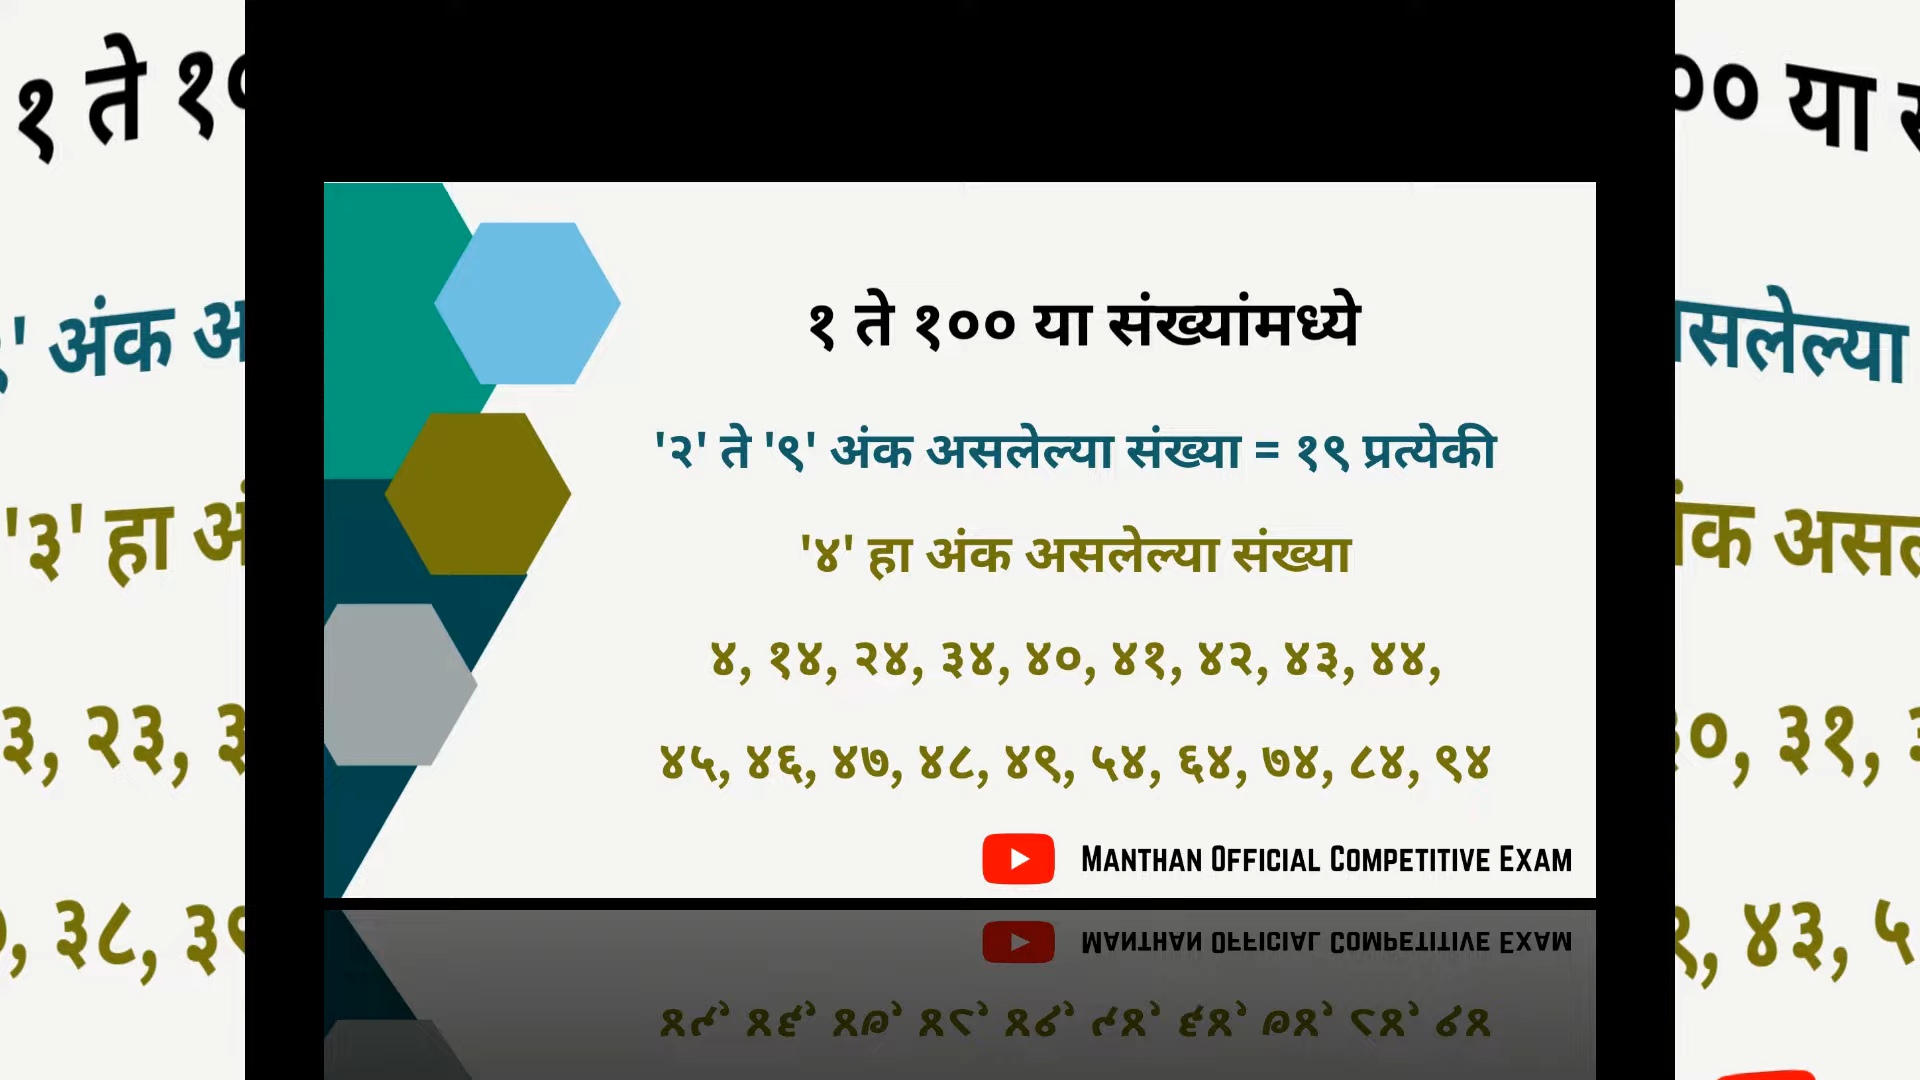 १ ते १०० या संख्यांमध्ये
'२' ते '९' अंक असलेल्या संख्या = १९ प्रत्येकी
'४' हा अंक असलेल्या संख्या
४, १४, २४, ३४, ४०, ४१, ४२, ४३, ४४,
४५, ४६, ४७, ४८, ४९, ५४, ६४, ७४, ८४, ९४
MANTHAN OFFICIAL COMPETITIVE EXAM